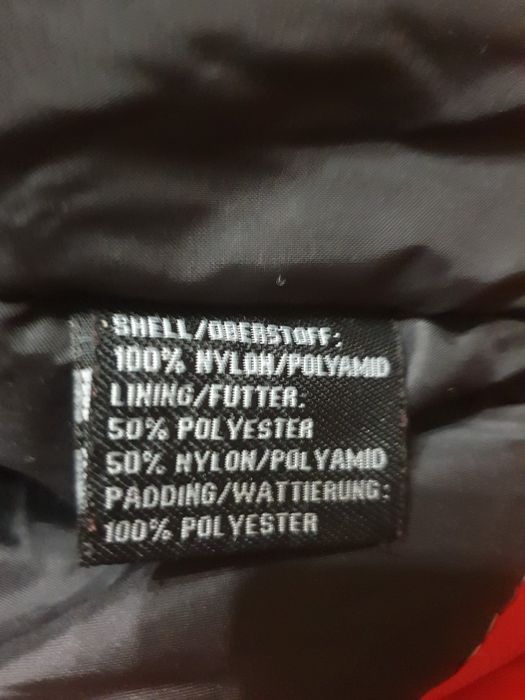 SHELL/OBERSTOFF:
100% NYLON/POLYAMID
LINING/FUTTER:
50% POLYESTER
50% NYLON/POLYAMID
PADDING/WATTIERUNG:
100% POLYESTER